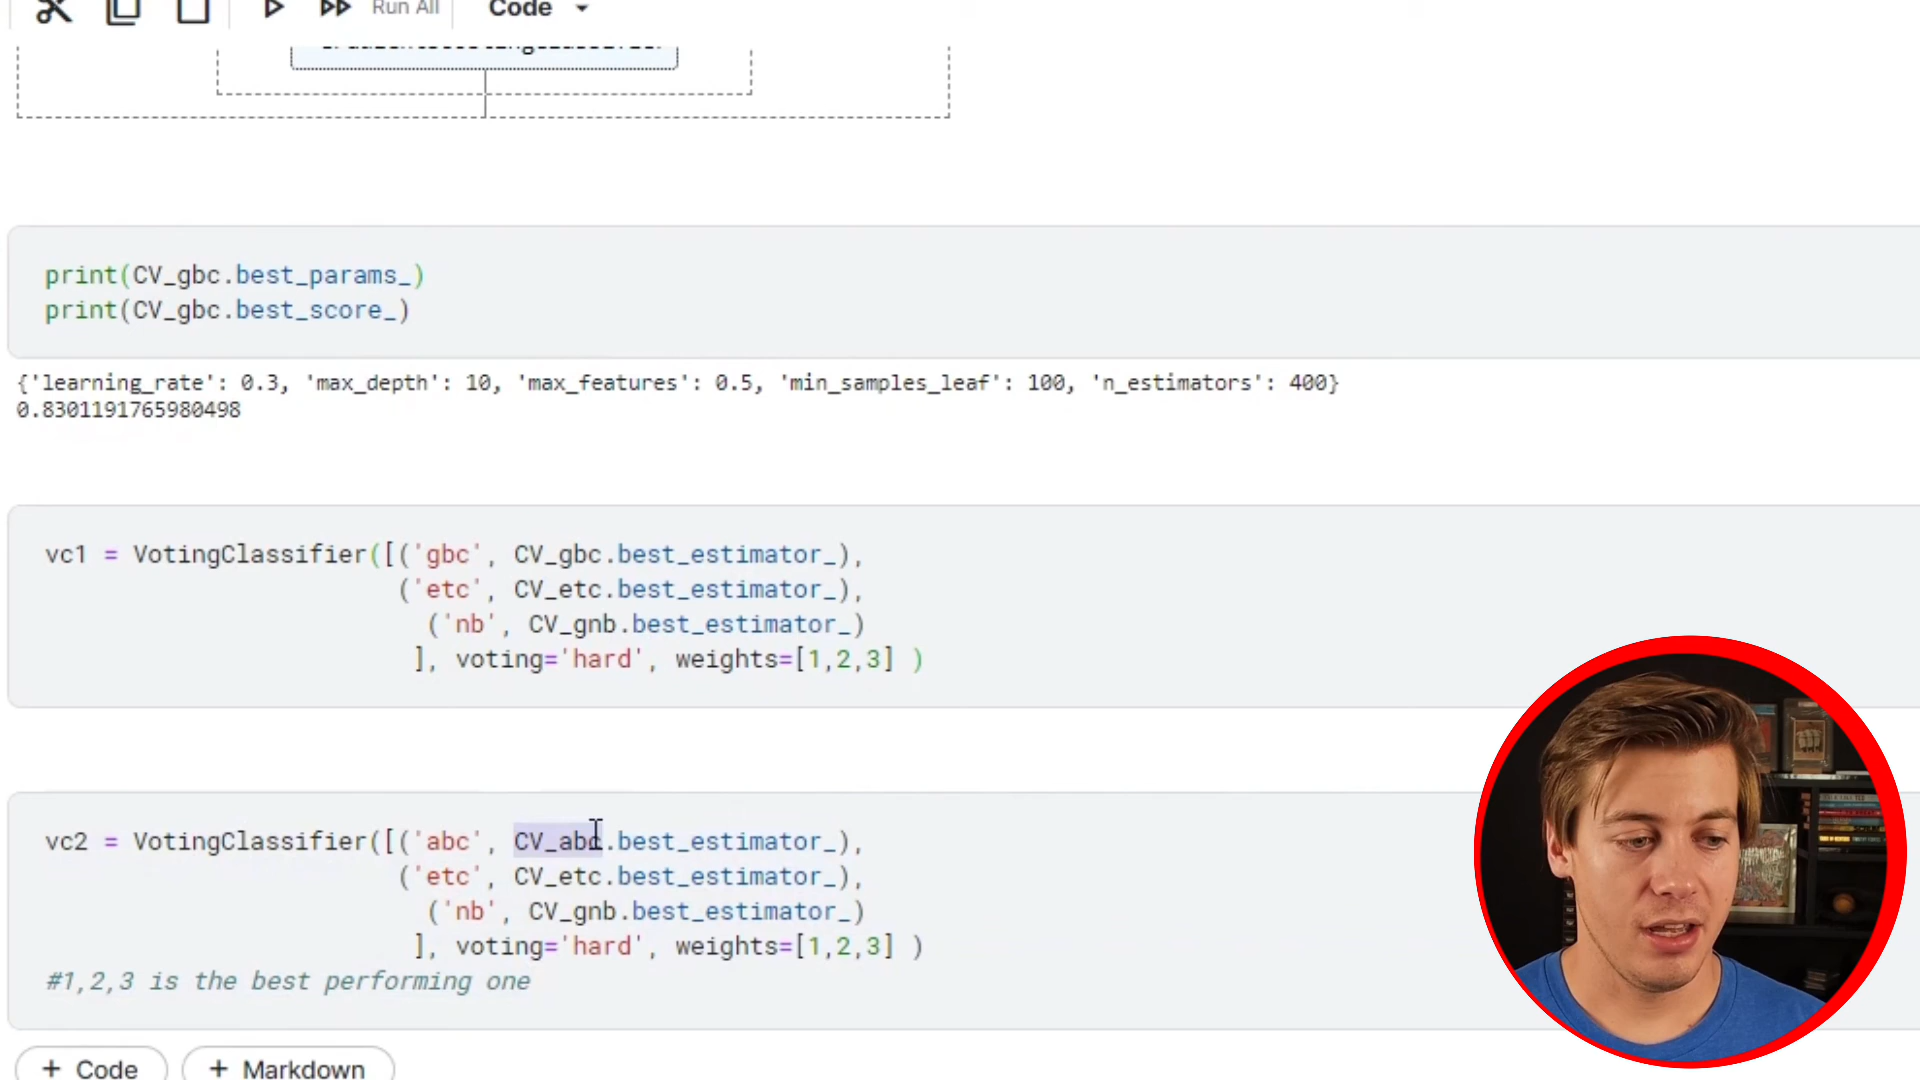 Run All
Code
print(CV_gbc.best_params_)
print(CV_gbc.best_score_)
{'learning_rate': 0.3, 'max_depth': 10, 'max_features': 0.5, 'min_samples_leaf': 100, 'n_estimators': 400}
0.8301191765980498
vc1 = VotingClassifier([('gbc', CV_gbc.best_estimator_),
('etc', CV_etc.best_estimator_),
('nb', CV_gnb.best_estimator_)
], voting='hard', weights=[1,2,3] )
vc2 = VotingClassifier([('abc', CV_abc.best_estimator_),
('etc', CV_etc.best_estimator_),
('nb', CV_gnb.best_estimator_)
], voting='hard', weights=[1,2,3] )
#1,2,3 is the best performing one
+ Code
+ Markdown